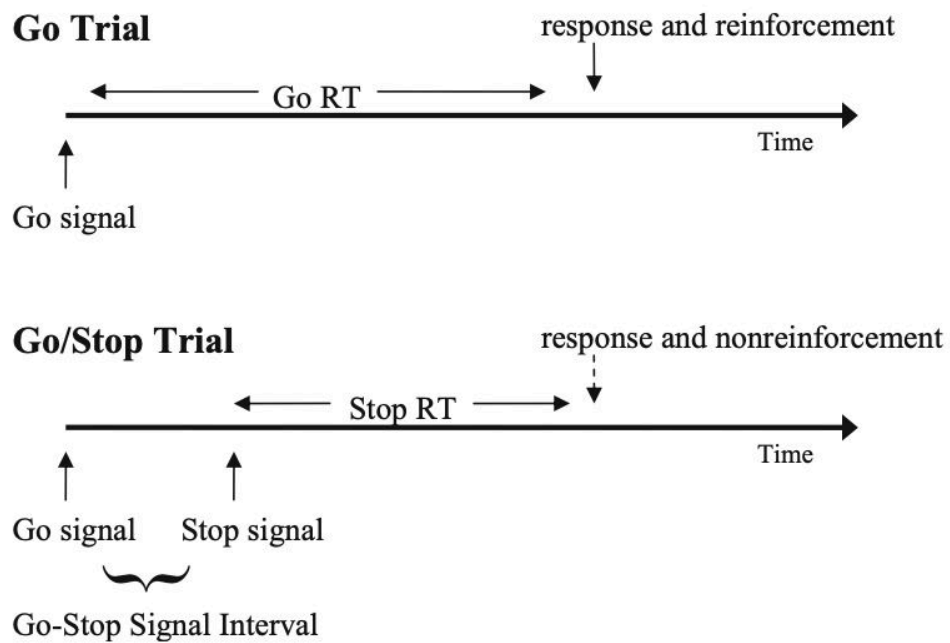 Go Trial
response and reinforcement
Go RT
Time
Go signal
Go/Stop Trial
response and nonreinforcement
Stop RT
Time
Go signal
Stop signal
Go-Stop Signal Interval